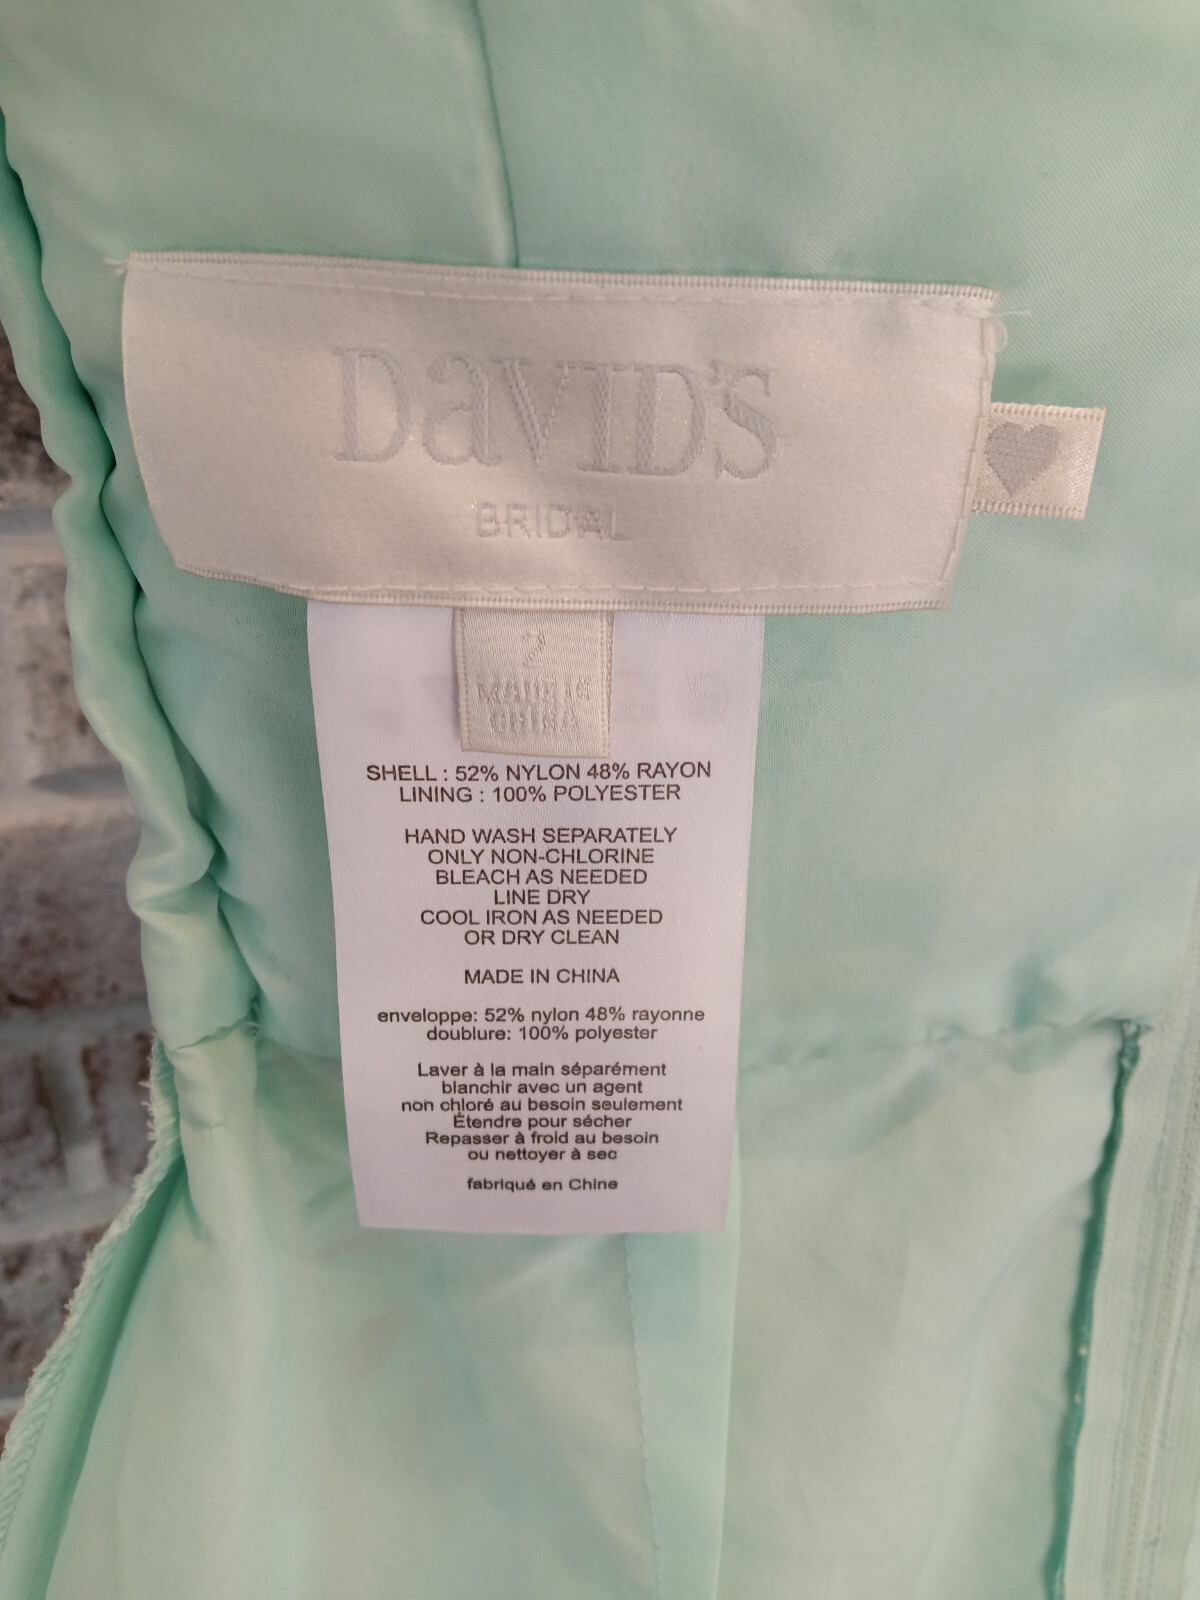 DaVID's
BRIDAL
2
MADE IN
CHINA
SHELL : 52% NYLON 48% RAYON
LINING : 100% POLYESTER
HAND WASH SEPARATELY
ONLY NON-CHLORINE
BLEACH AS NEEDED
LINE DRY
COOL IRON AS NEEDED
OR DRY CLEAN
MADE IN CHINA
enveloppe: 52% nylon 48% rayonne
doublure: 100% polyester
Laver à la main séparément
blanchir avec un agent
non chloré au besoin seulement
Étendre pour sécher
Repasser à froid au besoin
ou nettoyer à sec
fabriqué en Chine